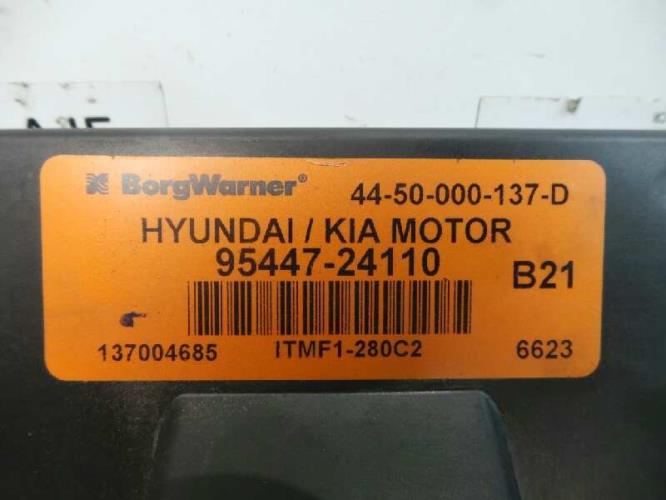 BorgWarner® 44-50-000-137-D
HYUNDAI / KIA MOTOR
95447-24110
B21
137004685 ITMF1-280C2 6623